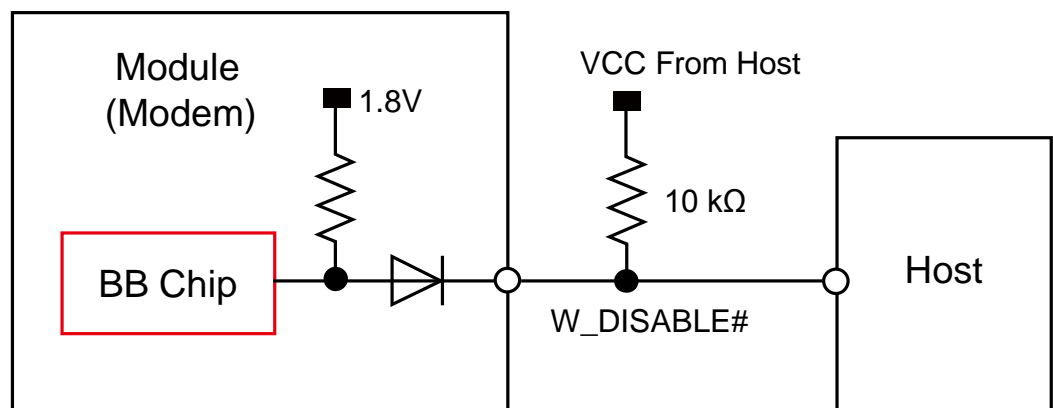 Module
(Modem)
1.8V
VCC From Host
10 kΩ
BB Chip
W_DISABLE#
Host